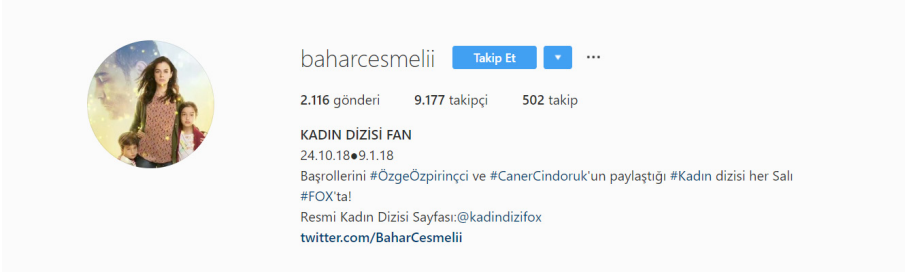 baharcesmelii Takip Et
2.116 gönderi 9.177 takipçi 502 takip
KADIN DİZİSİ FAN
24.10.18●9.1.18
Başrollerini #ÖzgeÖzpirinçci ve #CanerCindoruk'un paylaştığı #Kadın dizisi her Salı
#FOX'ta!
Resmi Kadın Dizisi Sayfası:@kadindizifox
twitter.com/BaharCesmelii